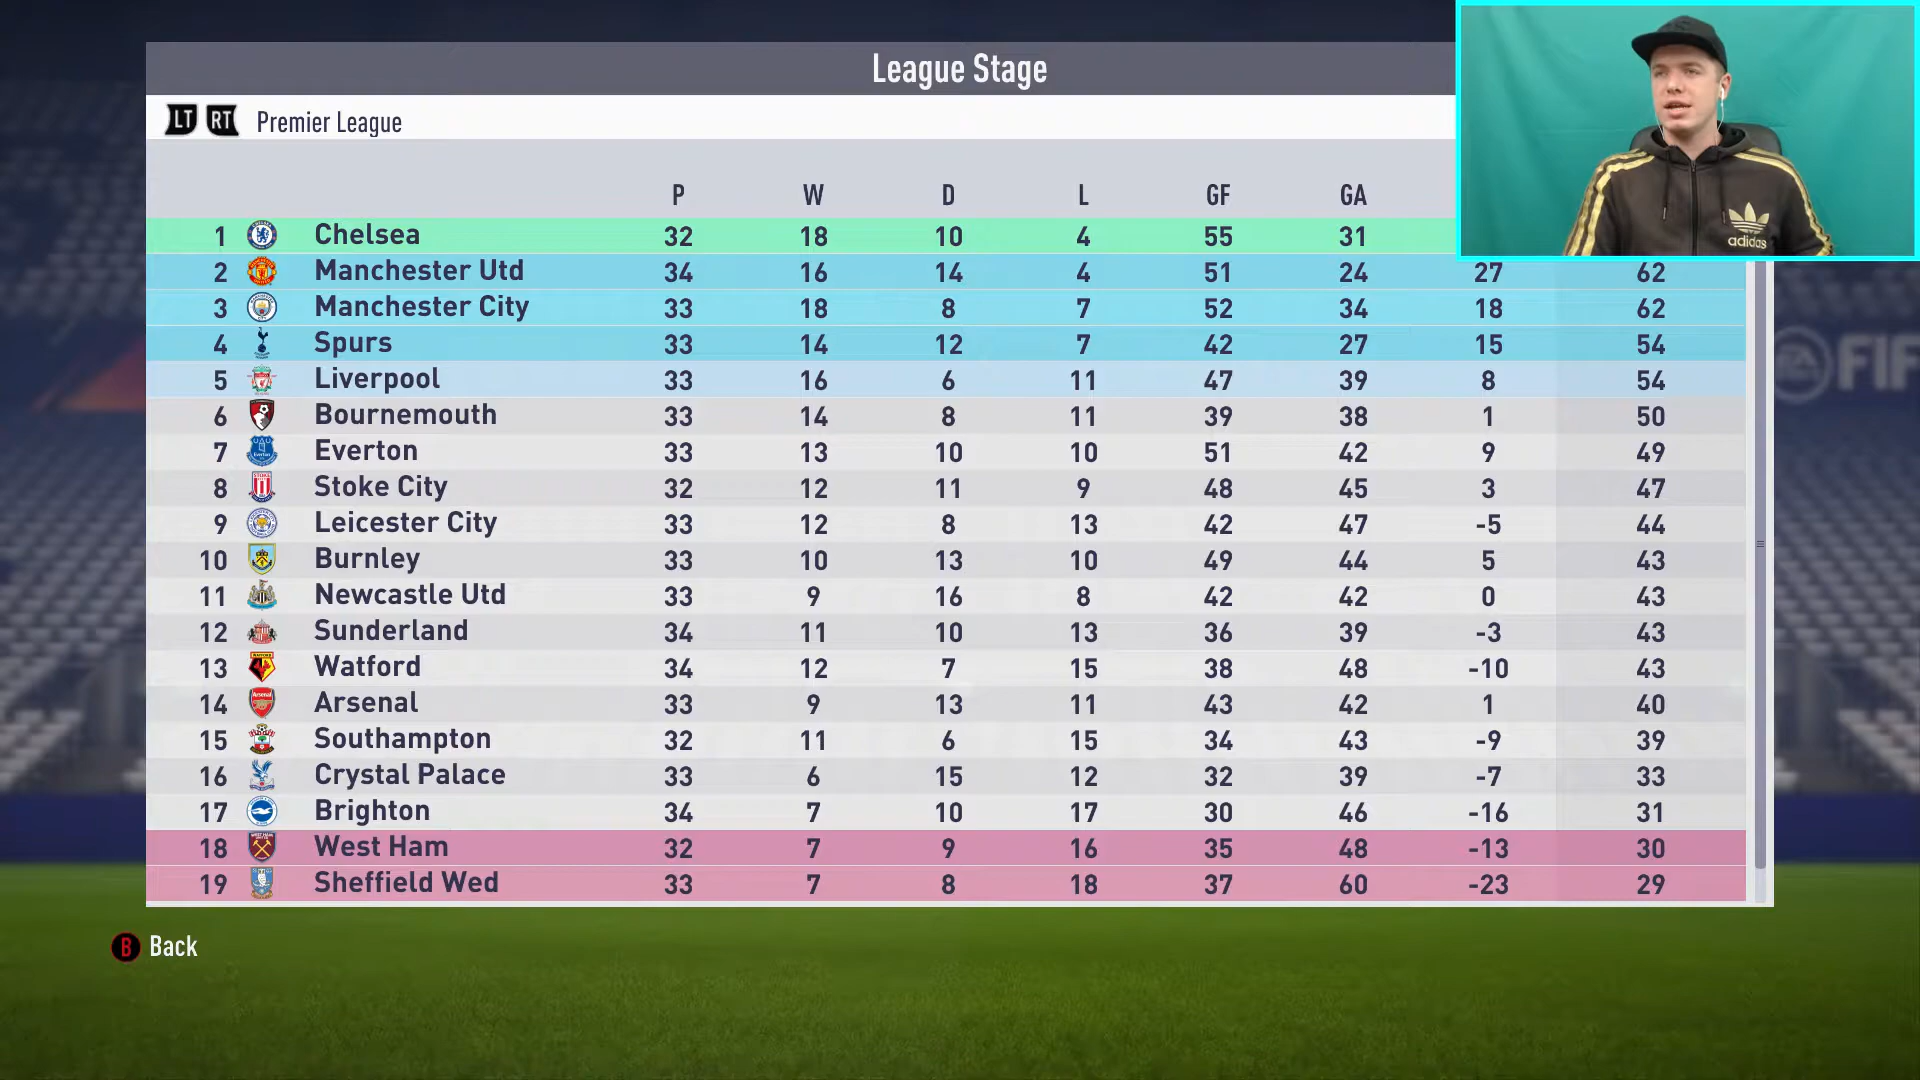 League Stage
LT RT Premier League
P W D L GF GA
1 Chelsea 32 18 10 4 55 31
2 Manchester Utd 34 16 14 4 51 24 27 62
3 Manchester City 33 18 8 7 52 34 18 62
4 Spurs 33 14 12 7 42 27 15 54
5 Liverpool 33 16 6 11 47 39 8 54
6 Bournemouth 33 14 8 11 39 38 1 50
7 Everton 33 13 10 10 51 42 9 49
8 Stoke City 32 12 11 9 48 45 3 47
9 Leicester City 33 12 8 13 42 47 -5 44
10 Burnley 33 10 13 10 49 44 5 43
11 Newcastle Utd 33 9 16 8 42 42 0 43
12 Sunderland 34 11 10 13 36 39 -3 43
13 Watford 34 12 7 15 38 48 -10 43
14 Arsenal 33 9 13 11 43 42 1 40
15 Southampton 32 11 6 15 34 43 -9 39
16 Crystal Palace 33 6 15 12 32 39 -7 33
17 Brighton 34 7 10 17 30 46 -16 31
18 West Ham 32 7 9 16 35 48 -13 30
19 Sheffield Wed 33 7 8 18 37 60 -23 29
B Back
adidas
EA FIF